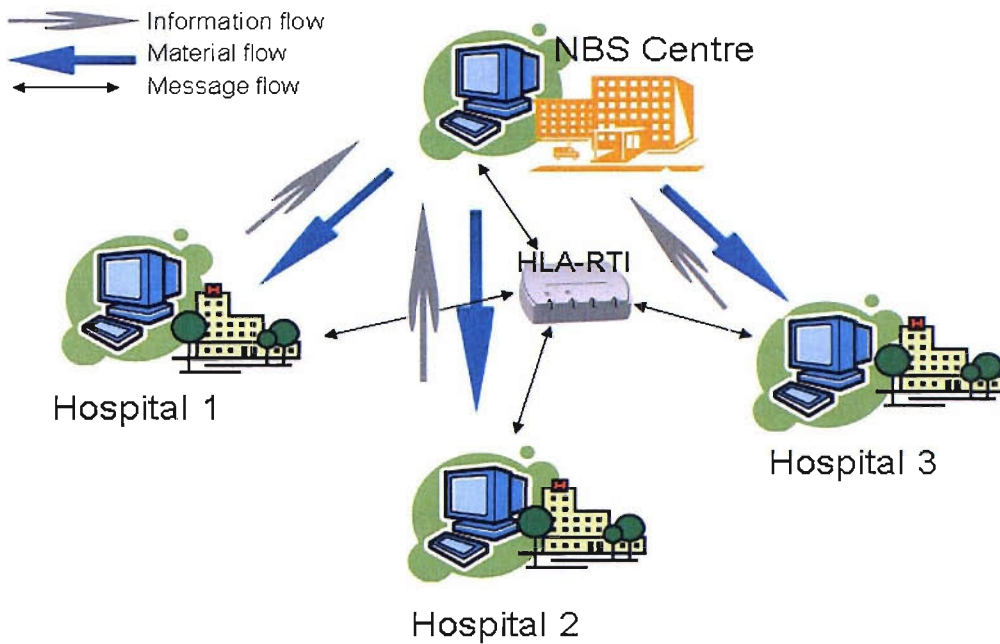 Information flow
Material flow
Message flow
NBS Centre
HLA-RTI
Hospital 1
Hospital 3
Hospital 2